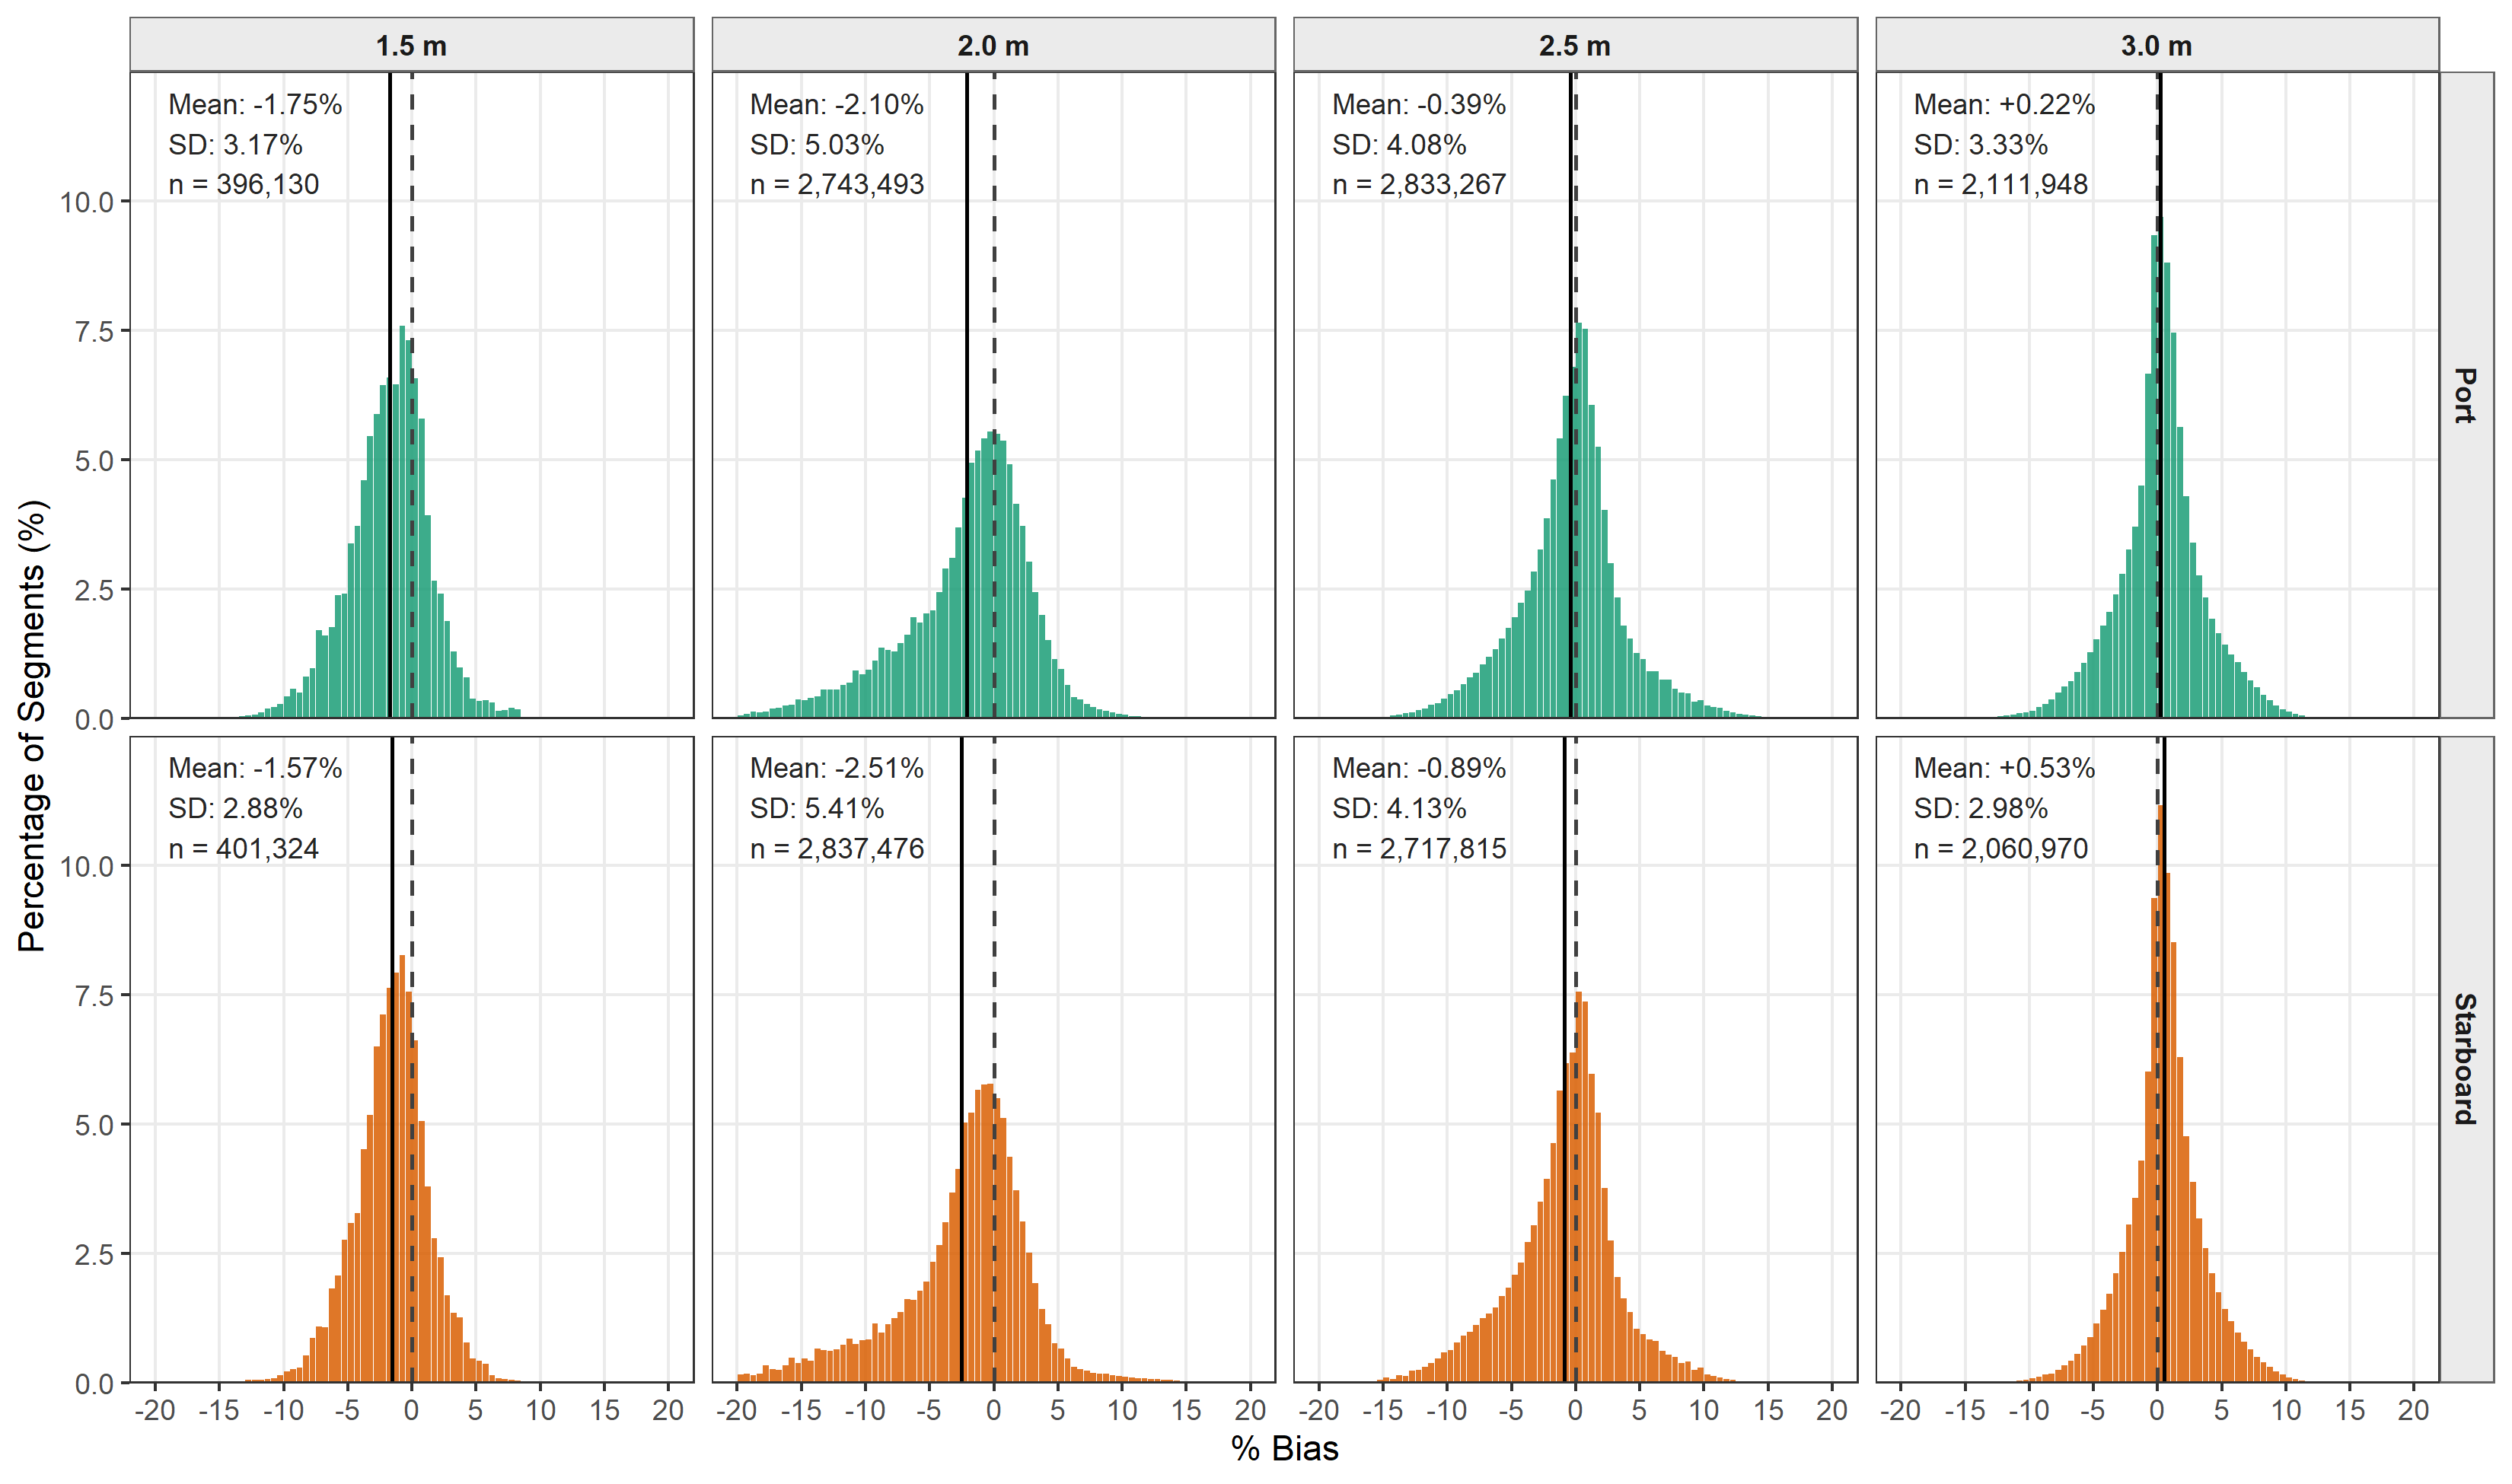 1.5 m
2.0 m
2.5 m
3.0 m
Mean: -1.75%
SD: 3.17%
n = 396,130
Mean: -2.10%
SD: 5.03%
n = 2,743,493
Mean: -0.39%
SD: 4.08%
n = 2,833,267
Mean: +0.22%
SD: 3.33%
n = 2,111,948
Port
10.0
7.5
5.0
2.5
0.0
Percentage of Segments (%)
Mean: -1.57%
SD: 2.88%
n = 401,324
Mean: -2.51%
SD: 5.41%
n = 2,837,476
Mean: -0.89%
SD: 4.13%
n = 2,717,815
Mean: +0.53%
SD: 2.98%
n = 2,060,970
Starboard
10.0
7.5
5.0
2.5
0.0
-20 -15 -10 -5 0 5 10 15 20
-20 -15 -10 -5 0 5 10 15 20
-20 -15 -10 -5 0 5 10 15 20
-20 -15 -10 -5 0 5 10 15 20
% Bias